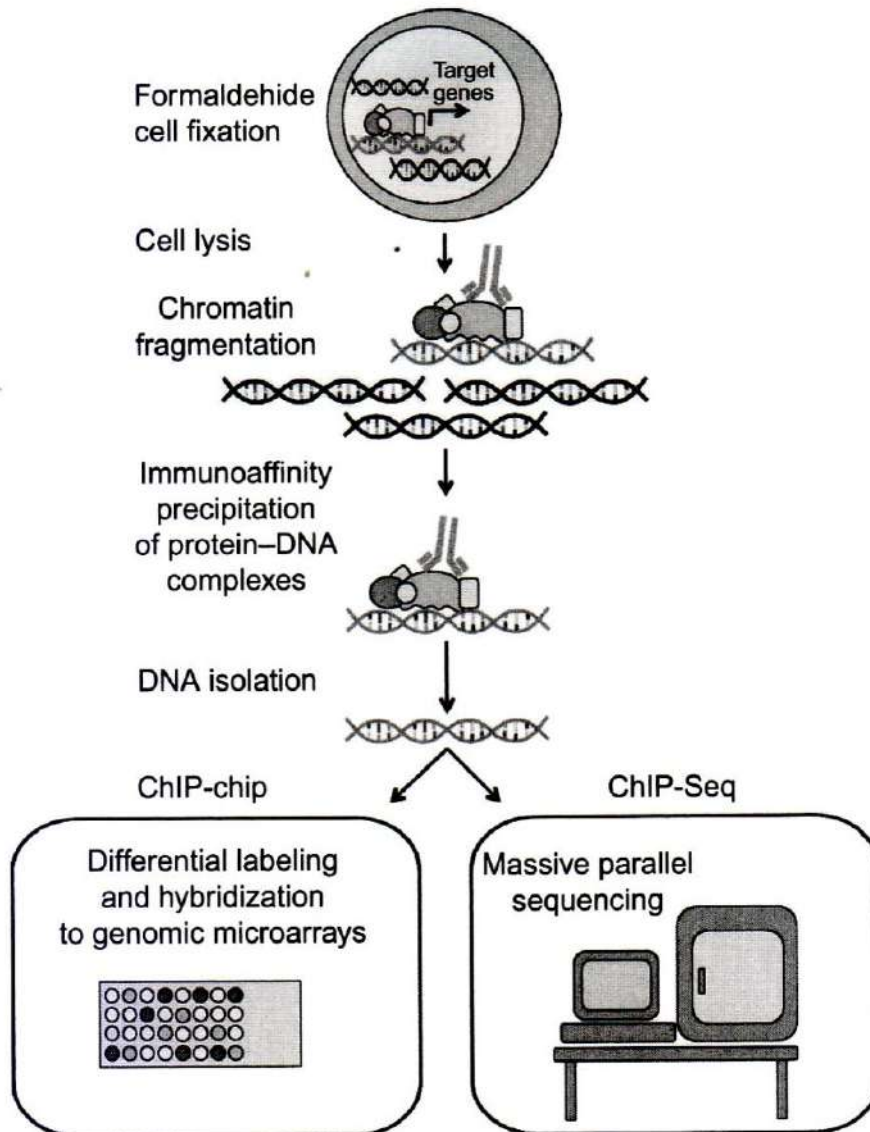 Target
genes
Formaldehide
cell fixation
Cell lysis
Chromatin
fragmentation
Immunoaffinity
precipitation
of protein–DNA
complexes
DNA isolation
ChIP-chip
ChIP-Seq
Differential labeling
and hybridization
to genomic microarrays
Massive parallel
sequencing